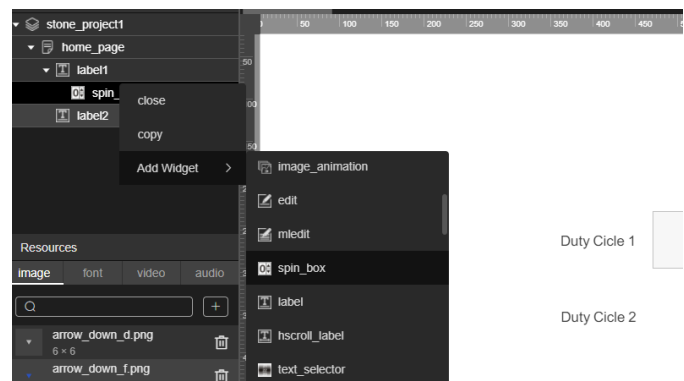 stone_project1
home_page
label1
spin_
label2
close
copy
Add Widget
image_animation
edit
mledit
spin_box
label
hscroll_label
text_selector
Resources
image font video audio
arrow_down_d.png
6 × 6
arrow_down_f.png
50 100 150 200 250 300 350 400 450
50
Duty Cicle 1
Duty Cicle 2